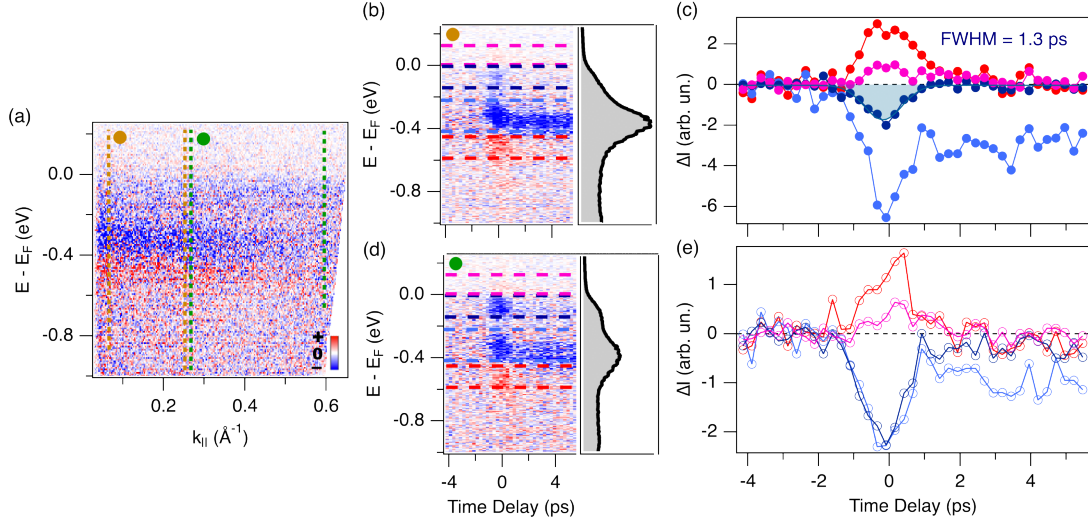 (a)
E - E_F (eV)
0.0
-0.4
-0.8
+
0
−
0.2
0.4
0.6
k_|| (Å⁻¹)
(b)
E - E_F (eV)
0.0
-0.4
-0.8
(d)
E - E_F (eV)
0.0
-0.4
-0.8
-4
0
4
Time Delay (ps)
(c)
FWHM = 1.3 ps
ΔI (arb. un.)
2
0
-2
-4
-6
(e)
ΔI (arb. un.)
1
0
-1
-2
-4
-2
0
2
4
Time Delay (ps)